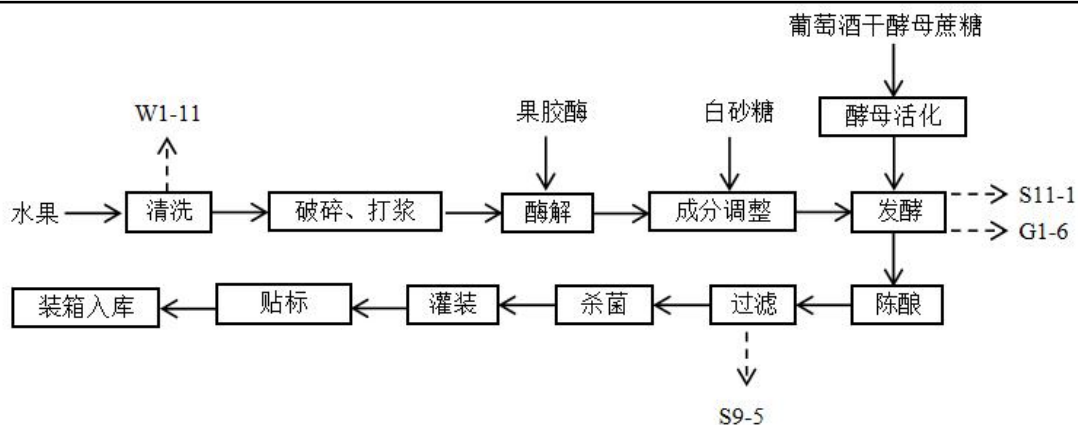 葡萄酒干酵母蔗糖
W1-11
果胶酶
白砂糖
酵母活化
水果
清洗
破碎、打浆
酶解
成分调整
发酵
S11-1
G1-6
装箱入库
贴标
灌装
杀菌
过滤
陈酿
S9-5